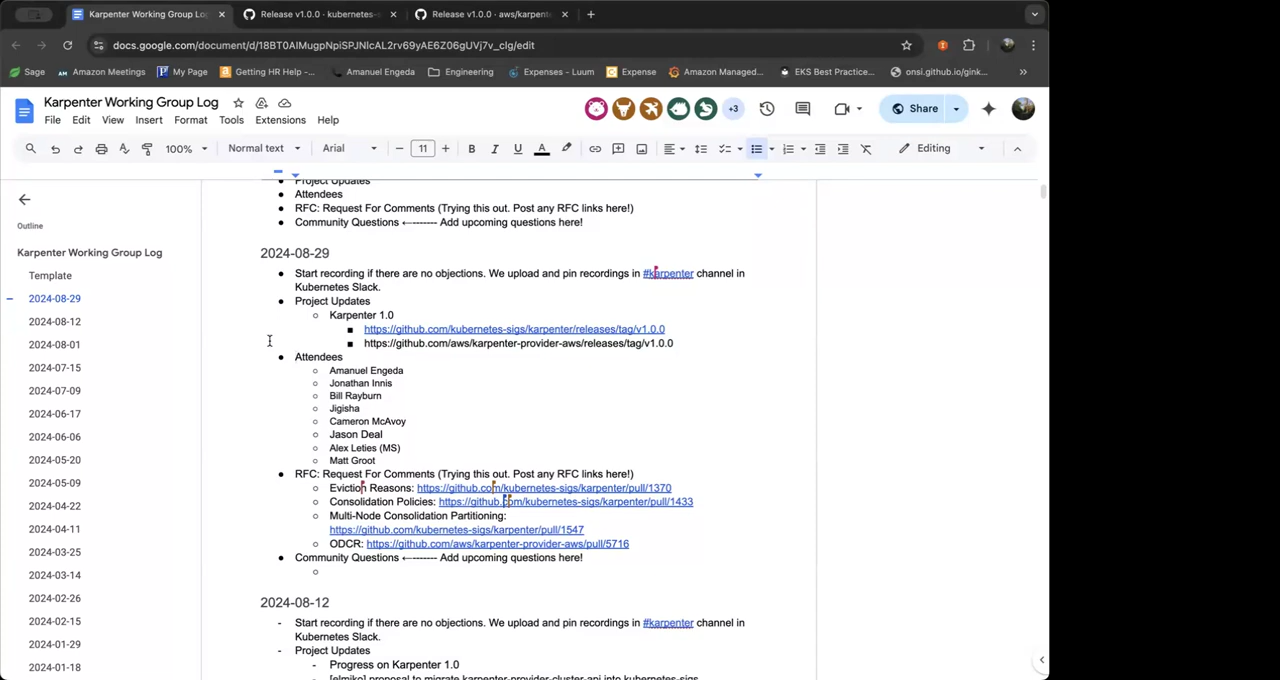 Karpenter Working Group Log
Release v1.0.0 · kubernetes-s
Release v1.0.0 · aws/karpent
docs.google.com/document/d/18BT0AIMugpNpiSPJNIcAL2rv69yAE6Z06gUVj7v_clg/edit
Sage
Amazon Meetings
My Page
Getting HR Help -...
Amanuel Engeda
Engineering
Expenses - Luum
Expense
Amazon Managed...
EKS Best Practice...
onsi.github.io/gink...
Karpenter Working Group Log
File Edit View Insert Format Tools Extensions Help
+3
Share
100%
Normal text
Arial
11
Editing
Outline
Karpenter Working Group Log
Template
2024-08-29
2024-08-12
2024-08-01
2024-07-15
2024-07-09
2024-06-17
2024-06-06
2024-05-20
2024-05-09
2024-04-22
2024-04-11
2024-03-25
2024-03-14
2024-02-26
2024-02-15
2024-01-29
2024-01-18
Project Updates
Attendees
RFC: Request For Comments (Trying this out. Post any RFC links here!)
Community Questions ←------- Add upcoming questions here!
2024-08-29
Start recording if there are no objections. We upload and pin recordings in #karpenter channel in
Kubernetes Slack.
Project Updates
Karpenter 1.0
https://github.com/kubernetes-sigs/karpenter/releases/tag/v1.0.0
https://github.com/aws/karpenter-provider-aws/releases/tag/v1.0.0
Attendees
Amanuel Engeda
Jonathan Innis
Bill Rayburn
Jigisha
Cameron McAvoy
Jason Deal
Alex Leties (MS)
Matt Groot
RFC: Request For Comments (Trying this out. Post any RFC links here!)
Eviction Reasons: https://github.com/kubernetes-sigs/karpenter/pull/1370
Consolidation Policies: https://github.com/kubernetes-sigs/karpenter/pull/1433
Multi-Node Consolidation Partitioning:
https://github.com/kubernetes-sigs/karpenter/pull/1547
ODCR: https://github.com/aws/karpenter-provider-aws/pull/5716
Community Questions ←------- Add upcoming questions here!
2024-08-12
- Start recording if there are no objections. We upload and pin recordings in #karpenter channel in
Kubernetes Slack.
- Project Updates
- Progress on Karpenter 1.0
- [elmiko] proposal to migrate karpenter-provider-cluster-api into kubernetes-sigs